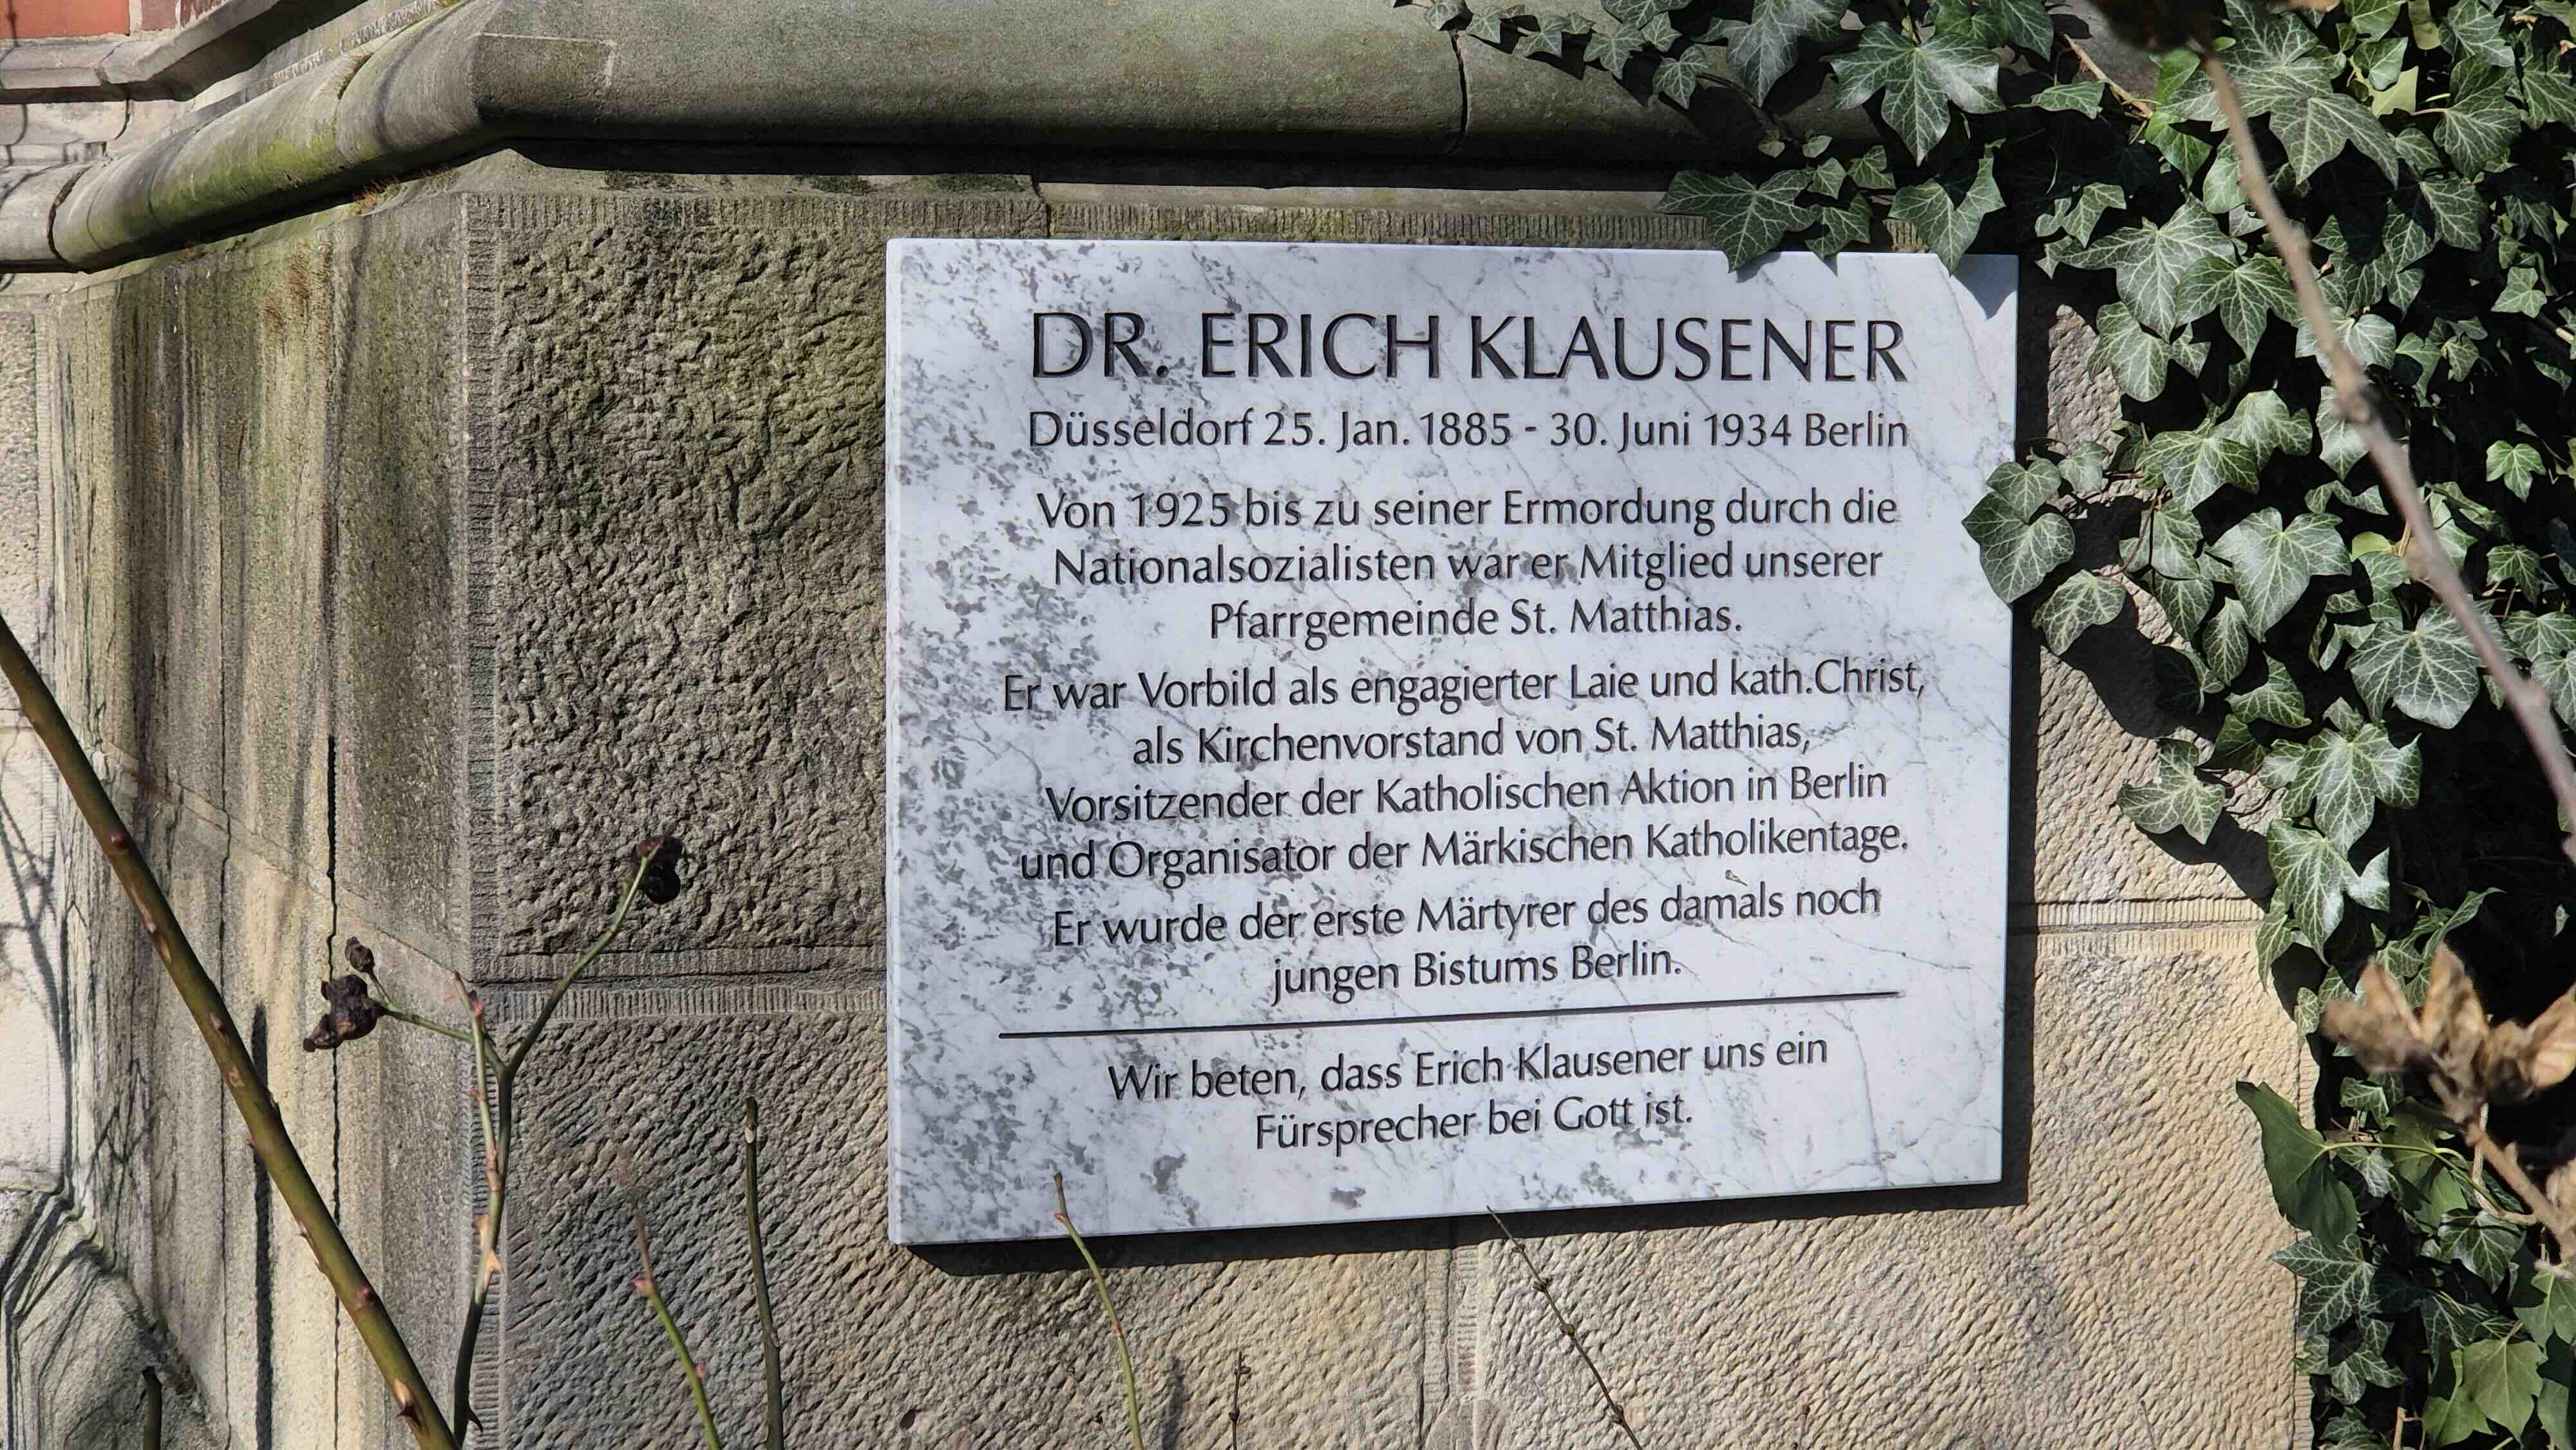 DR. ERICH KLAUSENER
Düsseldorf 25. Jan. 1885 - 30. Juni 1934 Berlin
Von 1925 bis zu seiner Ermordung durch die
Nationalsozialisten war er Mitglied unserer
Pfarrgemeinde St. Matthias.
Er war Vorbild als engagierter Laie und kath.Christ,
als Kirchenvorstand von St. Matthias,
Vorsitzender der Katholischen Aktion in Berlin
und Organisator der Märkischen Katholikentage.
Er wurde der erste Märtyrer des damals noch
jungen Bistums Berlin.
Wir beten, dass Erich Klausener uns ein
Fürsprecher bei Gott ist.